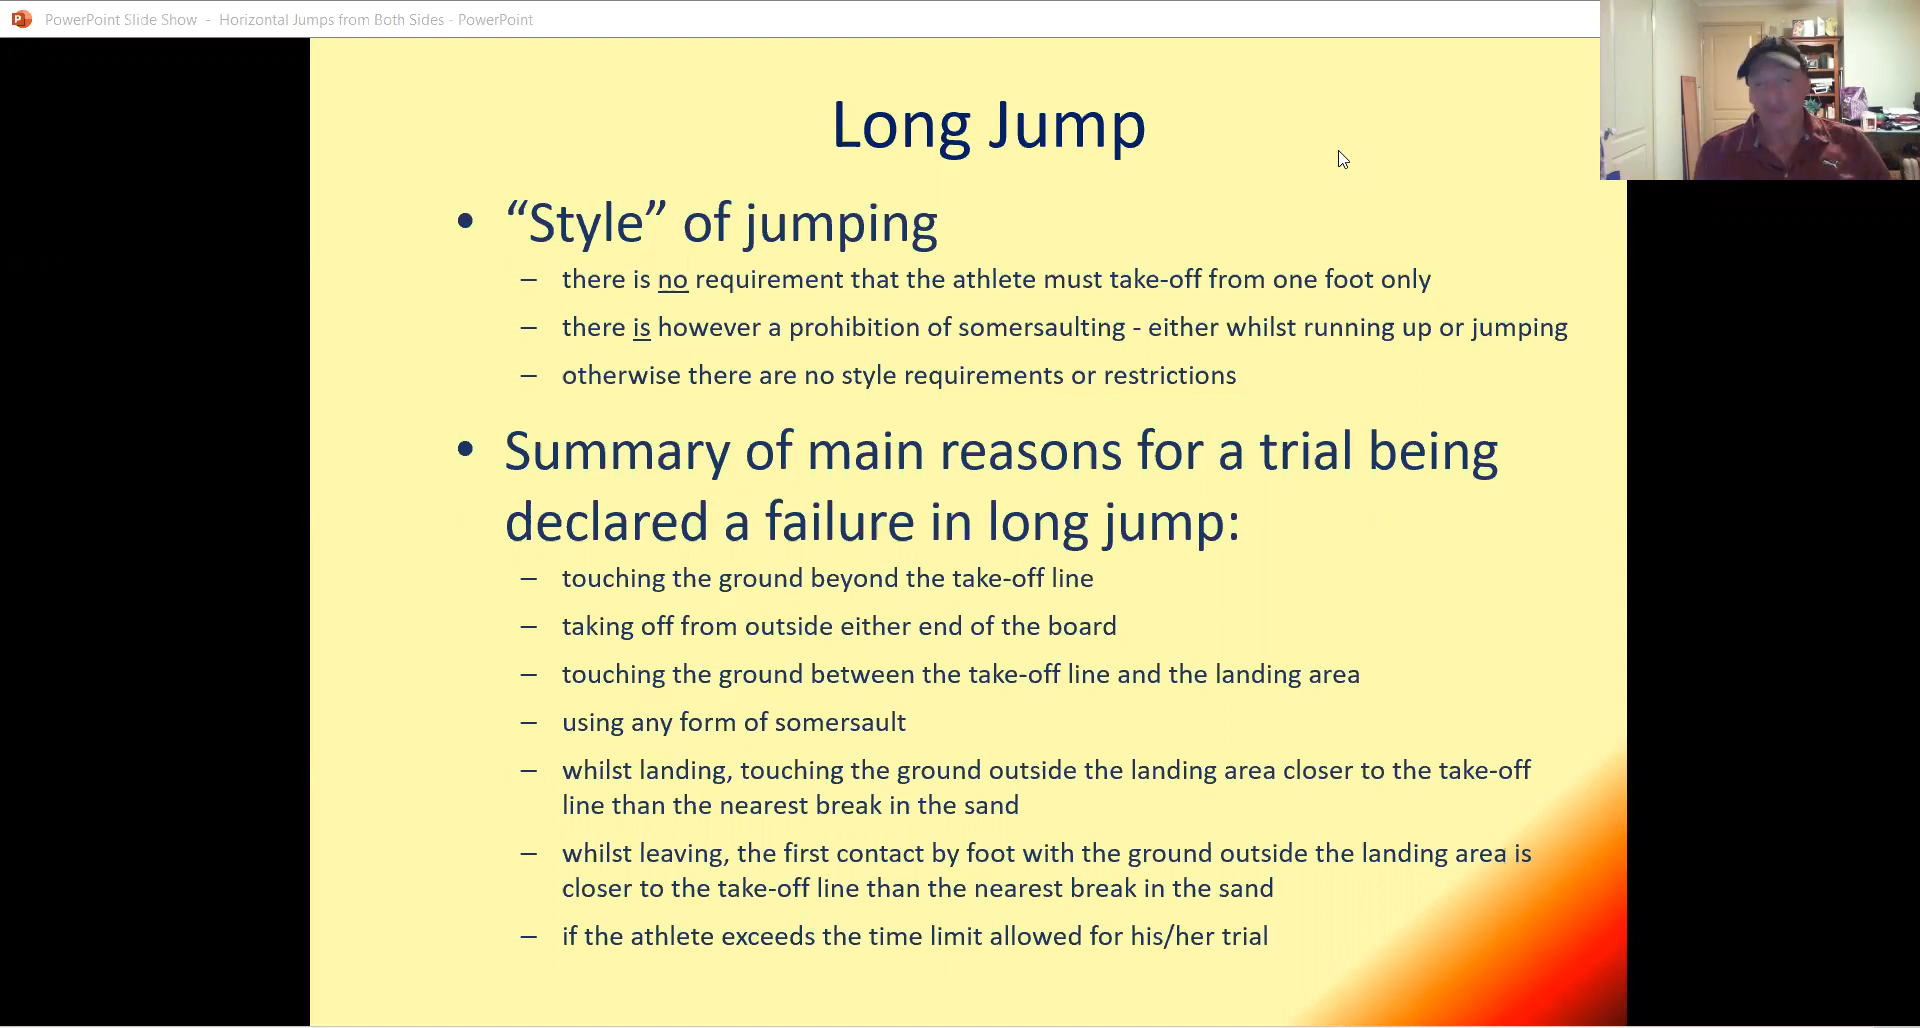 PowerPoint Slide Show - Horizontal Jumps from Both Sides - PowerPoint
Long Jump
• “Style” of jumping
– there is no requirement that the athlete must take-off from one foot only
– there is however a prohibition of somersaulting - either whilst running up or jumping
– otherwise there are no style requirements or restrictions
• Summary of main reasons for a trial being
declared a failure in long jump:
– touching the ground beyond the take-off line
– taking off from outside either end of the board
– touching the ground between the take-off line and the landing area
– using any form of somersault
– whilst landing, touching the ground outside the landing area closer to the take-off
line than the nearest break in the sand
– whilst leaving, the first contact by foot with the ground outside the landing area is
closer to the take-off line than the nearest break in the sand
– if the athlete exceeds the time limit allowed for his/her trial